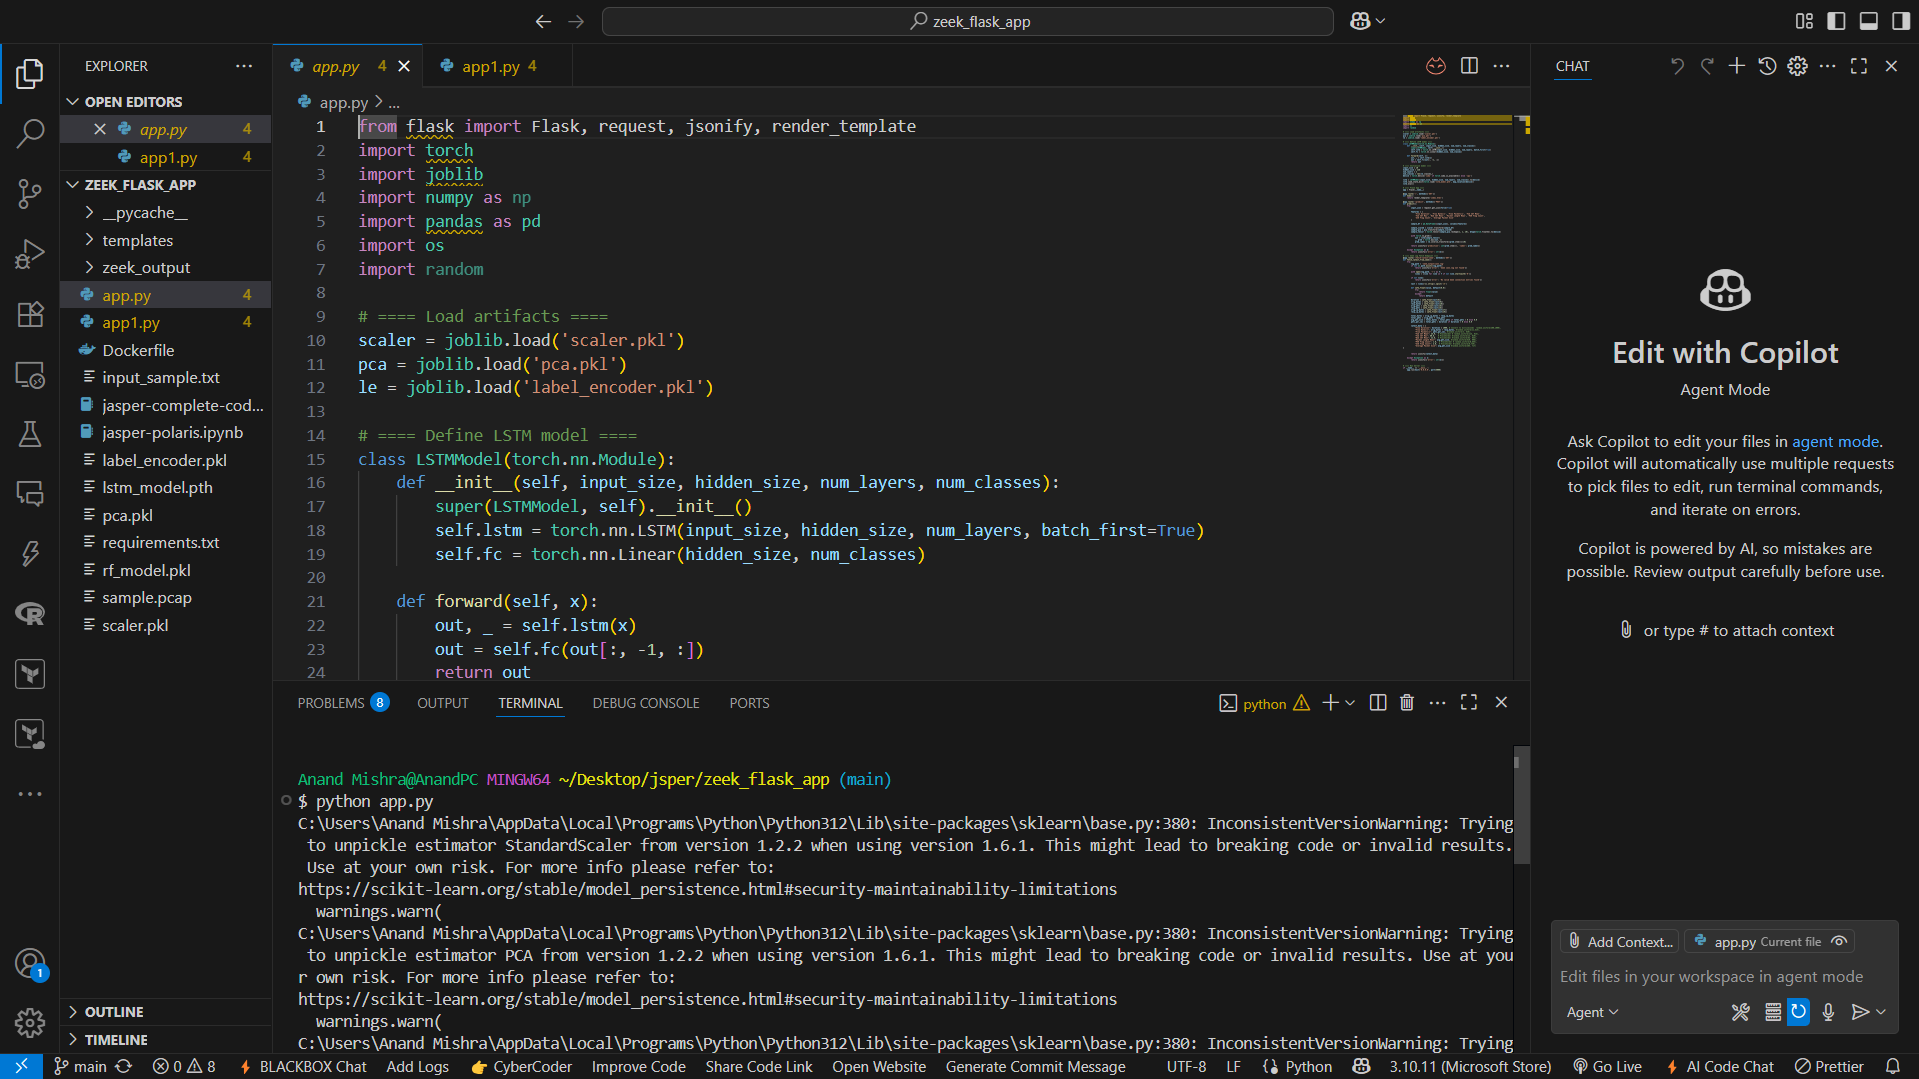 zeek_flask_app
EXPLORER
OPEN EDITORS
app.py 4
app1.py 4
ZEEK_FLASK_APP
__pycache__
templates
zeek_output
app.py 4
app1.py 4
Dockerfile
input_sample.txt
jasper-complete-cod...
jasper-polaris.ipynb
label_encoder.pkl
lstm_model.pth
pca.pkl
requirements.txt
rf_model.pkl
sample.pcap
scaler.pkl
OUTLINE
TIMELINE
1
app.py 4
app1.py 4
app.py > ...
1 from flask import Flask, request, jsonify, render_template
2 import torch
3 import joblib
4 import numpy as np
5 import pandas as pd
6 import os
7 import random
8
9 # ==== Load artifacts ====
10 scaler = joblib.load('scaler.pkl')
11 pca = joblib.load('pca.pkl')
12 le = joblib.load('label_encoder.pkl')
13
14 # ==== Define LSTM model ====
15 class LSTMModel(torch.nn.Module):
16 def __init__(self, input_size, hidden_size, num_layers, num_classes):
17 super(LSTMModel, self).__init__()
18 self.lstm = torch.nn.LSTM(input_size, hidden_size, num_layers, batch_first=True)
19 self.fc = torch.nn.Linear(hidden_size, num_classes)
20
21 def forward(self, x):
22 out, _ = self.lstm(x)
23 out = self.fc(out[:, -1, :])
24 return out
PROBLEMS 8 OUTPUT TERMINAL DEBUG CONSOLE PORTS
python
Anand Mishra@AnandPC MINGW64 ~/Desktop/jsper/zeek_flask_app (main)
$ python app.py
C:\Users\Anand Mishra\AppData\Local\Programs\Python\Python312\Lib\site-packages\sklearn\base.py:380: InconsistentVersionWarning: Trying
to unpickle estimator StandardScaler from version 1.2.2 when using version 1.6.1. This might lead to breaking code or invalid results.
Use at your own risk. For more info please refer to:
https://scikit-learn.org/stable/model_persistence.html#security-maintainability-limitations
warnings.warn(
C:\Users\Anand Mishra\AppData\Local\Programs\Python\Python312\Lib\site-packages\sklearn\base.py:380: InconsistentVersionWarning: Trying
to unpickle estimator PCA from version 1.2.2 when using version 1.6.1. This might lead to breaking code or invalid results. Use at you
r own risk. For more info please refer to:
https://scikit-learn.org/stable/model_persistence.html#security-maintainability-limitations
warnings.warn(
C:\Users\Anand Mishra\AppData\Local\Programs\Python\Python312\Lib\site-packages\sklearn\base.py:380: InconsistentVersionWarning: Trying
CHAT
Edit with Copilot
Agent Mode
Ask Copilot to edit your files in agent mode.
Copilot will automatically use multiple requests
to pick files to edit, run terminal commands,
and iterate on errors.
Copilot is powered by AI, so mistakes are
possible. Review output carefully before use.
or type # to attach context
Add Context... app.py Current file
Edit files in your workspace in agent mode
Agent
main 0 8 BLACKBOX Chat Add Logs CyberCoder Improve Code Share Code Link Open Website Generate Commit Message UTF-8 LF Python 3.10.11 (Microsoft Store) Go Live AI Code Chat Prettier